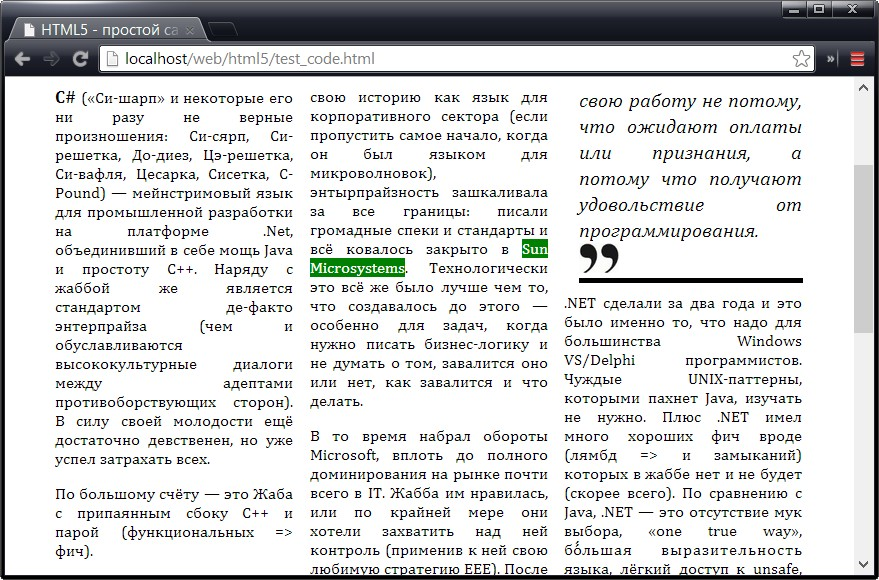 HTML5 - простой са
localhost/web/html5/test_code.html
C# («Си-шарп» и некоторые его
ни разу не верные
произношения: Си-сярп, Си-
решетка, До-диез, Цэ-решетка,
Си-вафля, Цесарка, Сисетка, C-
Pound) — мейнстримовый язык
для промышленной разработки
на платформе .Net,
объединивший в себе мощь Java
и простоту C++. Наряду с
жаббой же является
стандартом де-факто
энтерпрайза (чем и
обуславливаются
высококультурные диалоги
между адептами
противоборствующих сторон).
В силу своей молодости ещё
достаточно девственен, но уже
успел затрахать всех.
По большому счёту — это Жаба
с припаянным сбоку C++ и
парой (функциональных =>
фич).
свою историю как язык для
корпоративного сектора (если
пропустить самое начало, когда
он был языком для
микроволновок),
энтырпрайзность зашкаливала
за все границы: писали
громадные спеки и стандарты и
всё ковалось закрыто в Sun
Microsystems. Технологически
это всё же было лучше чем то,
что создавалось до этого —
особенно для задач, когда
нужно писать бизнес-логику и
не думать о том, завалится оно
или нет, как завалится и что
делать.
В то время набрал обороты
Microsoft, вплоть до полного
доминирования на рынке почти
всего в IT. Жабба им нравилась,
или по крайней мере они
хотели захватить над ней
контроль (применив к ней свою
любимую стратегию EEE). После
свою работу не потому,
что ожидают оплаты
или признания, а
потому что получают
удовольствие от
программирования.
”
.NET сделали за два года и это
было именно то, что надо для
большинства Windows
VS/Delphi программистов.
Чуждые UNIX-паттерны,
которыми пахнет Java, изучать
не нужно. Плюс .NET имел
много хороших фич вроде
(лямбд => и замыканий)
которых в жаббе нет и не будет
(скорее всего). По сравнению с
Java, .NET — это отсутствие мук
выбора, «one true way»,
бо́льшая выразительность
языка, лёгкий доступ к unsafe,